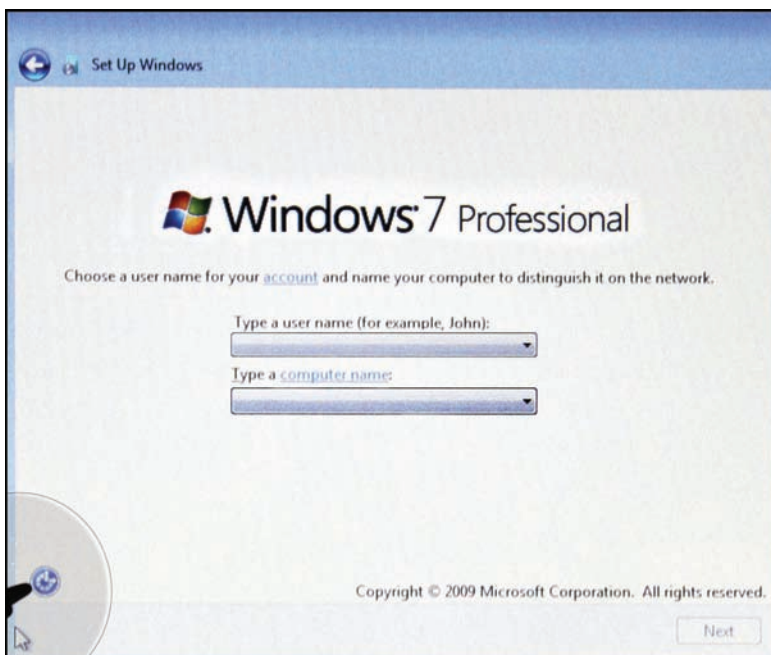 Set Up Windows
Windows 7 Professional
Choose a user name for your account and name your computer to distinguish it on the network.
Type a user name (for example, John):
Type a computer name:
Copyright © 2009 Microsoft Corporation. All rights reserved.
Next